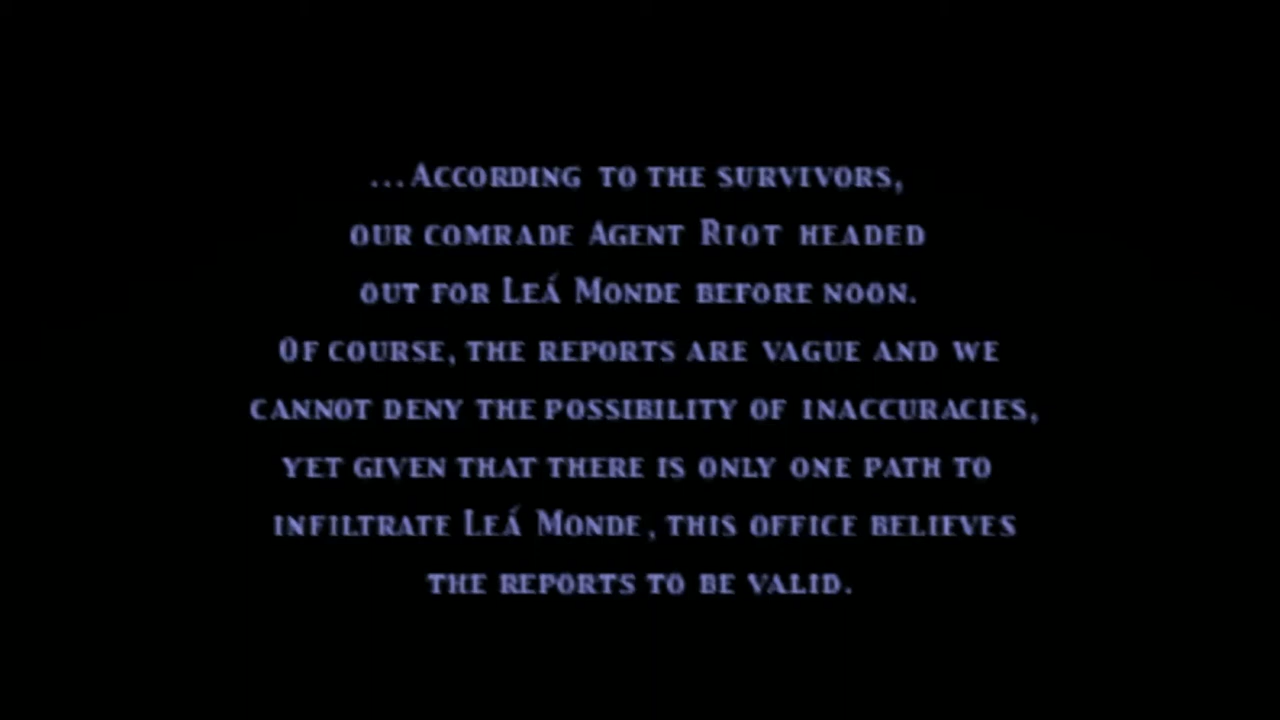 ...According to the survivors,
our comrade Agent Riot headed
out for Leá Monde before noon.
Of course, the reports are vague and we
cannot deny the possibility of inaccuracies,
yet given that there is only one path to
infiltrate Leá Monde, this office believes
the reports to be valid.